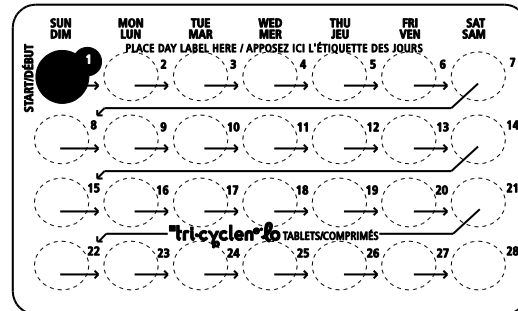 SUN MON TUE WED THU FRI SAT
DIM LUN MAR MER JEU VEN SAM
PLACE DAY LABEL HERE / APPOSEZ ICI L'ÉTIQUETTE DES JOURS
START/DÉBUT
1 2 3 4 5 6 7
8 9 10 11 12 13 14
15 16 17 18 19 20 21
tri-cyclen lo TABLETS/COMPRIMÉS
22 23 24 25 26 27 28